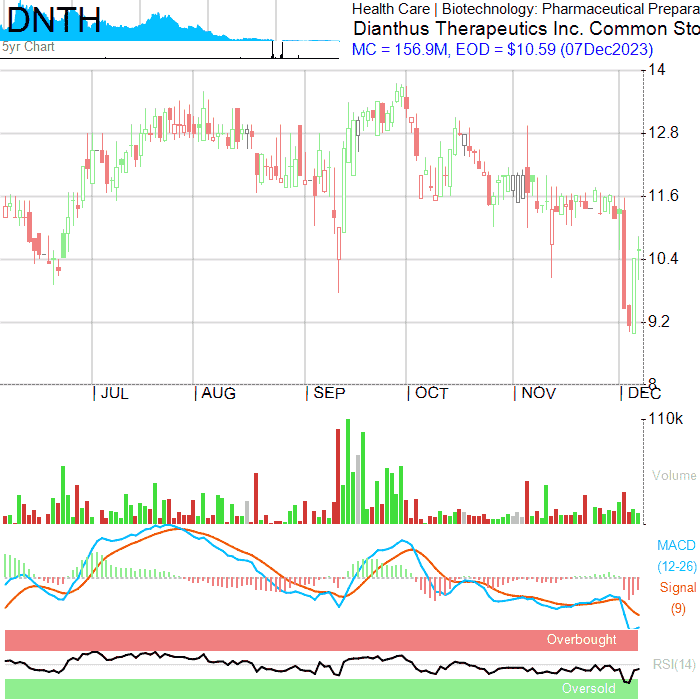 DNTH
5yr Chart
Health Care | Biotechnology: Pharmaceutical Prepara
Dianthus Therapeutics Inc. Common Sto
MC = 156.9M, EOD = $10.59 (07Dec2023)
14
12.8
11.6
10.4
9.2
8
JUL AUG SEP OCT NOV DEC
110k
Volume
MACD
(12-26)
Signal
(9)
Overbought
RSI(14)
Oversold